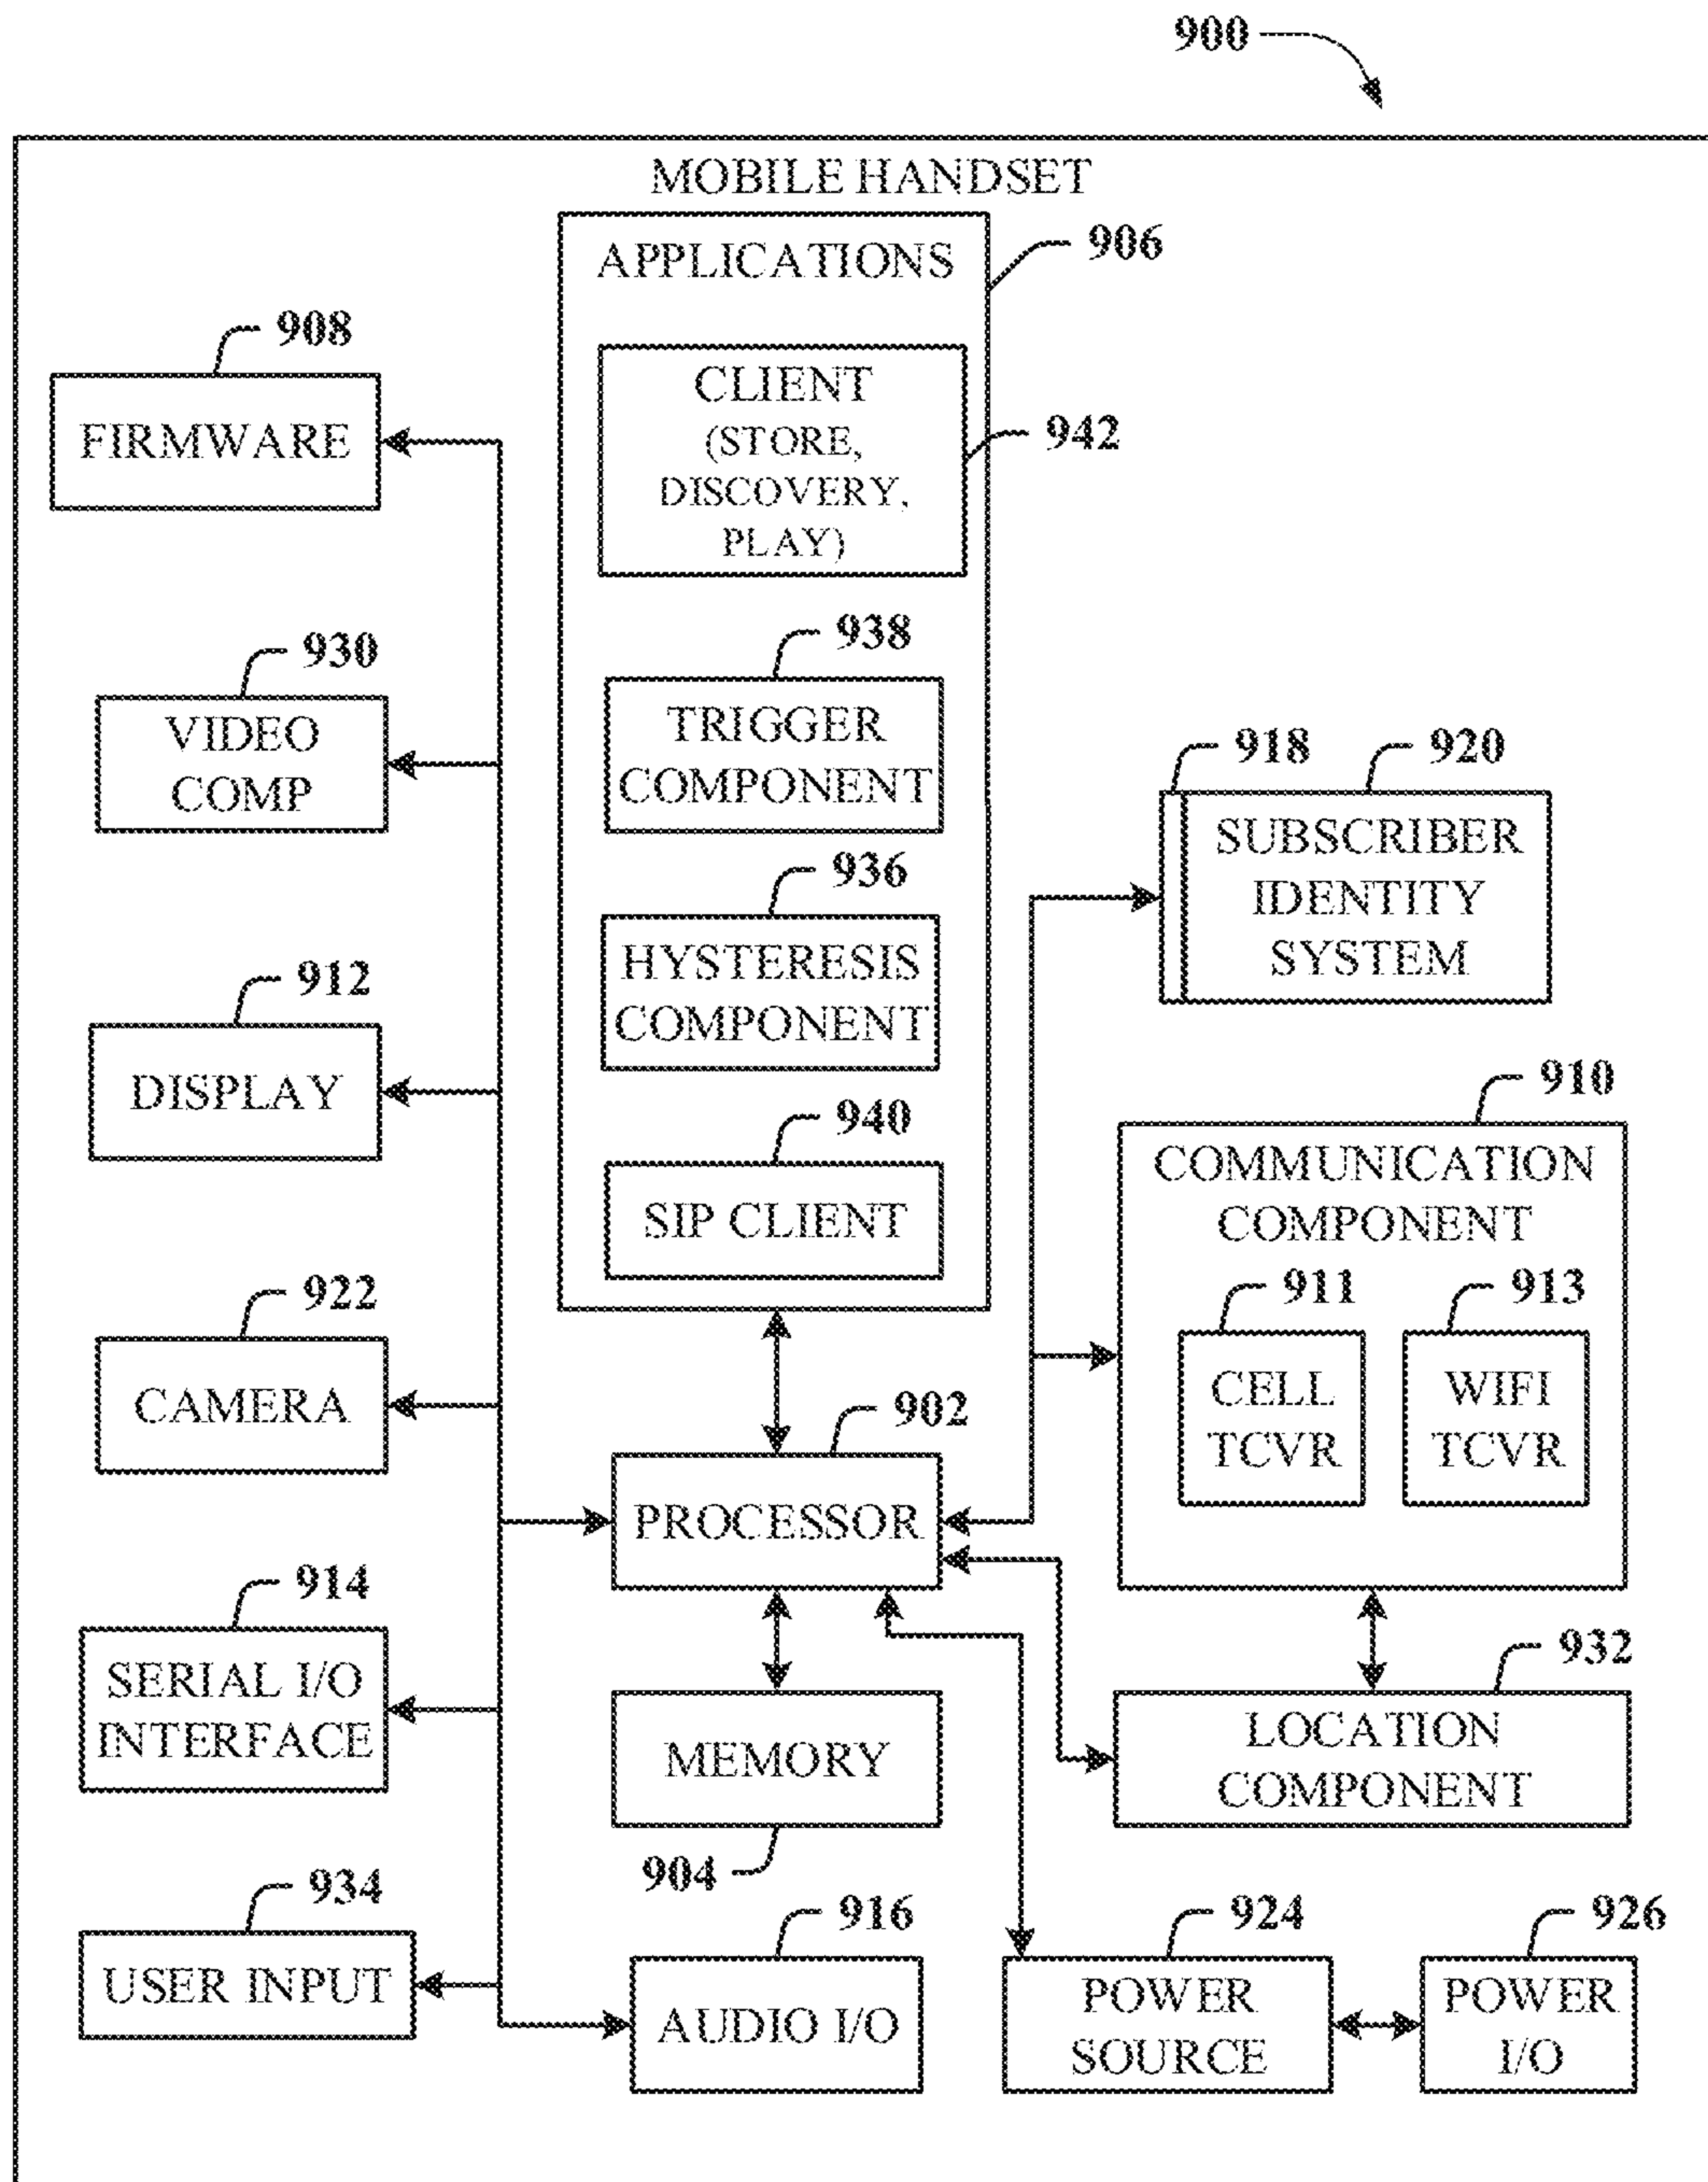 900
MOBILE HANDSET
APPLICATIONS
906
908
FIRMWARE
CLIENT
(STORE,
DISCOVERY,
PLAY)
942
930
VIDEO
COMP
938
TRIGGER
COMPONENT
918
920
SUBSCRIBER
IDENTITY
SYSTEM
936
HYSTERESIS
COMPONENT
912
DISPLAY
940
SIP CLIENT
910
COMMUNICATION
COMPONENT
911
CELL
TCVR
913
WIFI
TCVR
922
CAMERA
902
PROCESSOR
914
SERIAL I/O
INTERFACE
MEMORY
904
932
LOCATION
COMPONENT
934
USER INPUT
916
AUDIO I/O
924
POWER
SOURCE
926
POWER
I/O